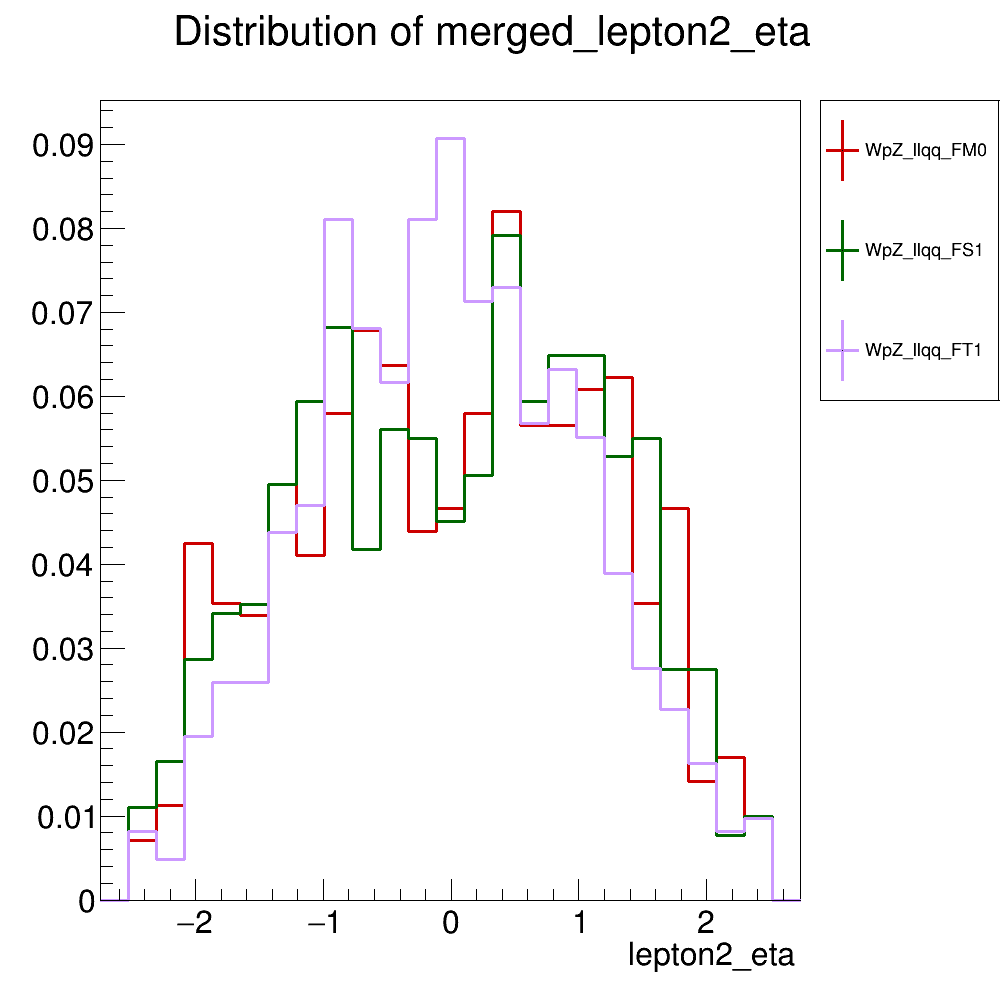 Distribution of merged_lepton2_eta
0.09
0.08
0.07
0.06
0.05
0.04
0.03
0.02
0.01
0
−2 −1 0 1 2
lepton2_eta
WpZ_llqq_FM0
WpZ_llqq_FS1
WpZ_llqq_FT1